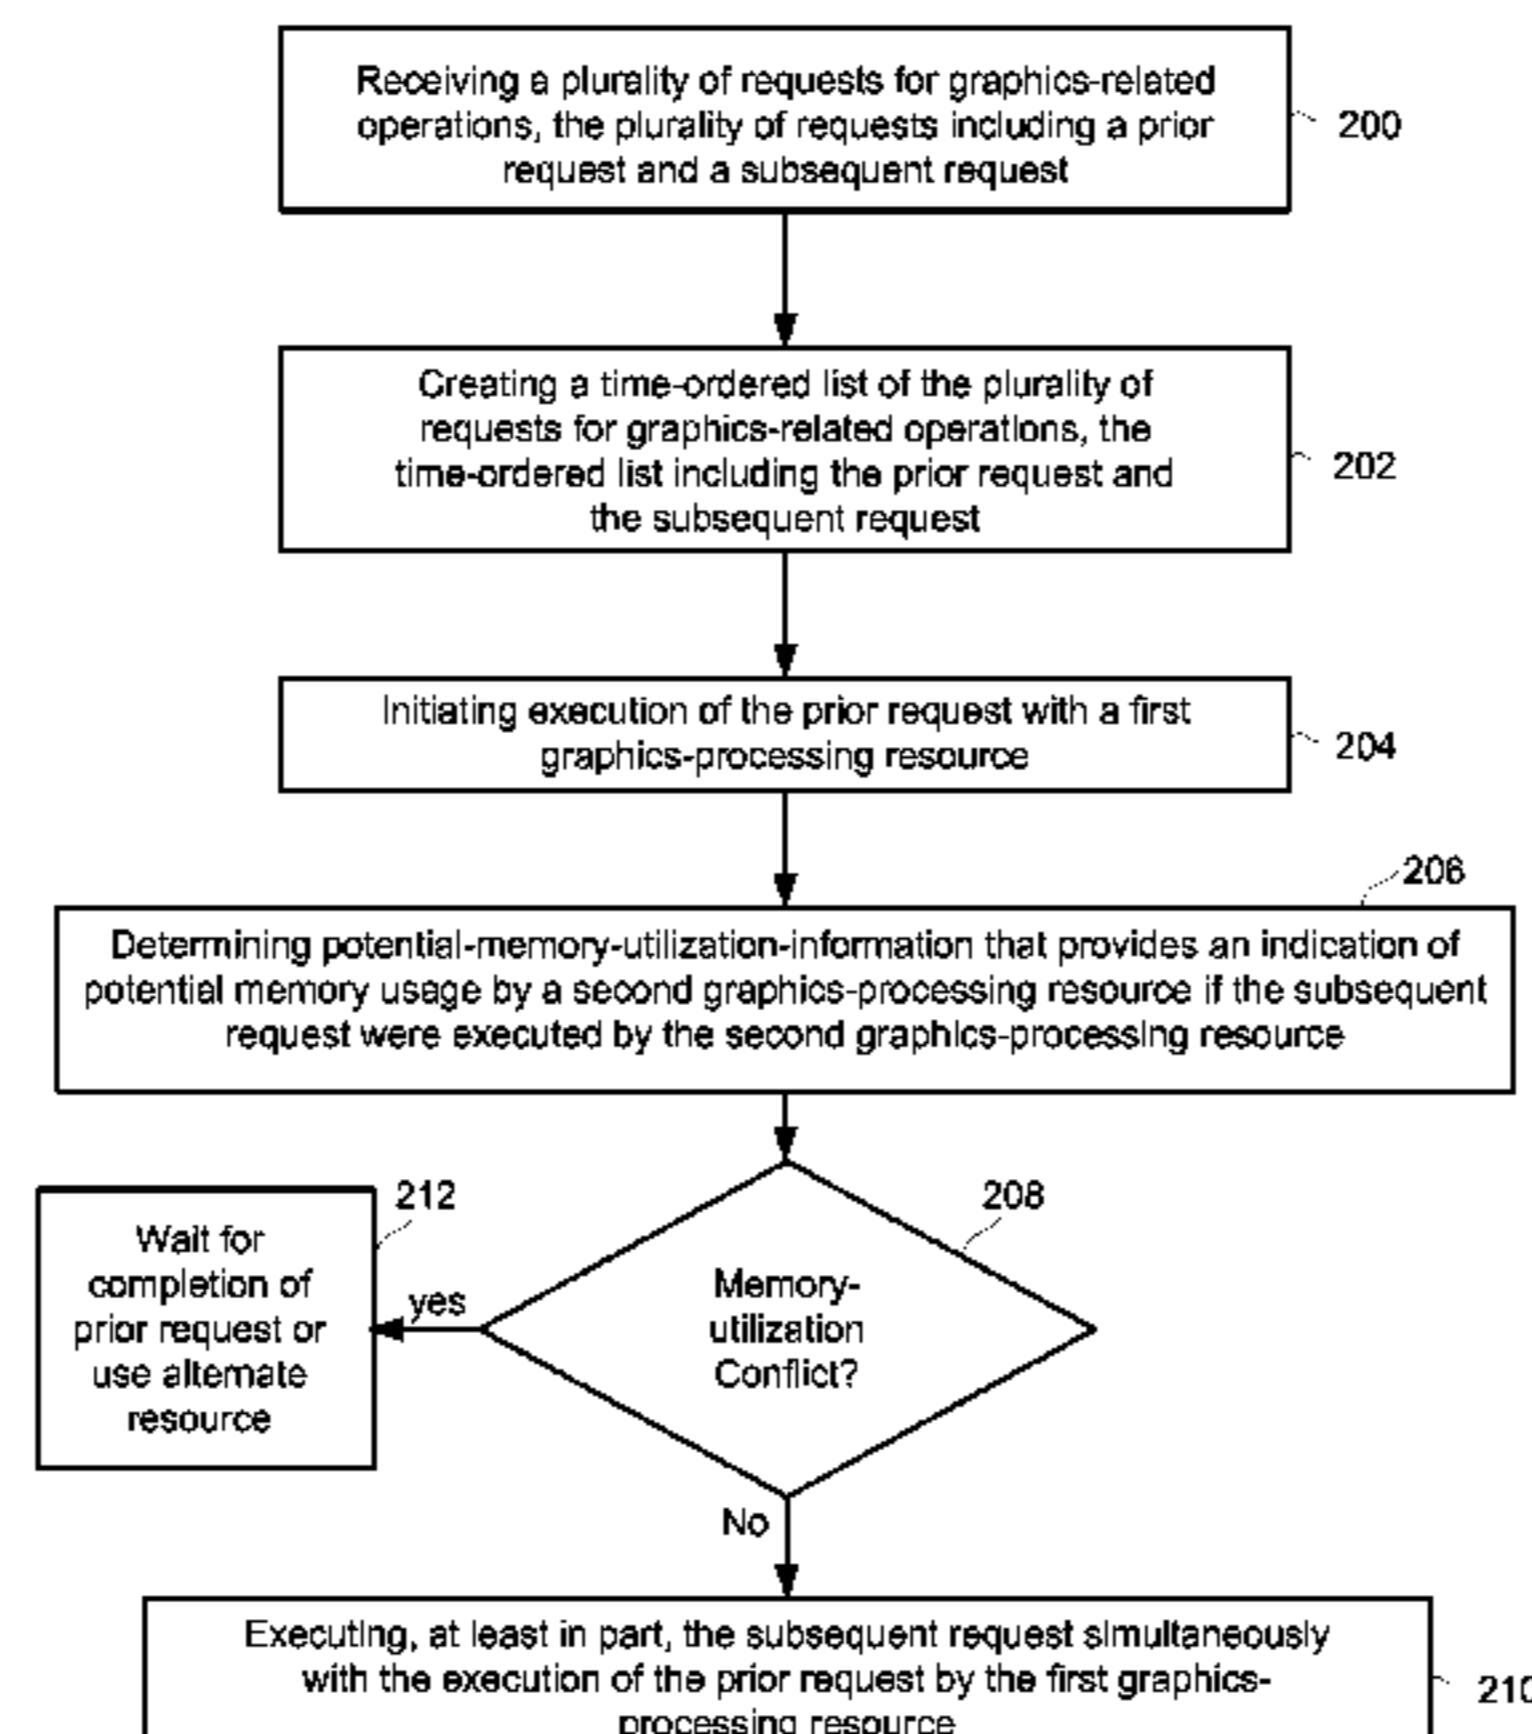 Receiving a plurality of requests for graphics-related
operations, the plurality of requests including a prior
request and a subsequent request
200
Creating a time-ordered list of the plurality of
requests for graphics-related operations, the
time-ordered list including the prior request and
the subsequent request
202
Initiating execution of the prior request with a first
graphics-processing resource
204
206
Determining potential-memory-utilization-information that provides an indication of
potential memory usage by a second graphics-processing resource if the subsequent
request were executed by the second graphics-processing resource
212
Wait for
completion of
prior request or
use alternate
resource
yes
208
Memory-
utilization
Conflict?
No
Executing, at least in part, the subsequent request simultaneously
with the execution of the prior request by the first graphics-
processing resource
210